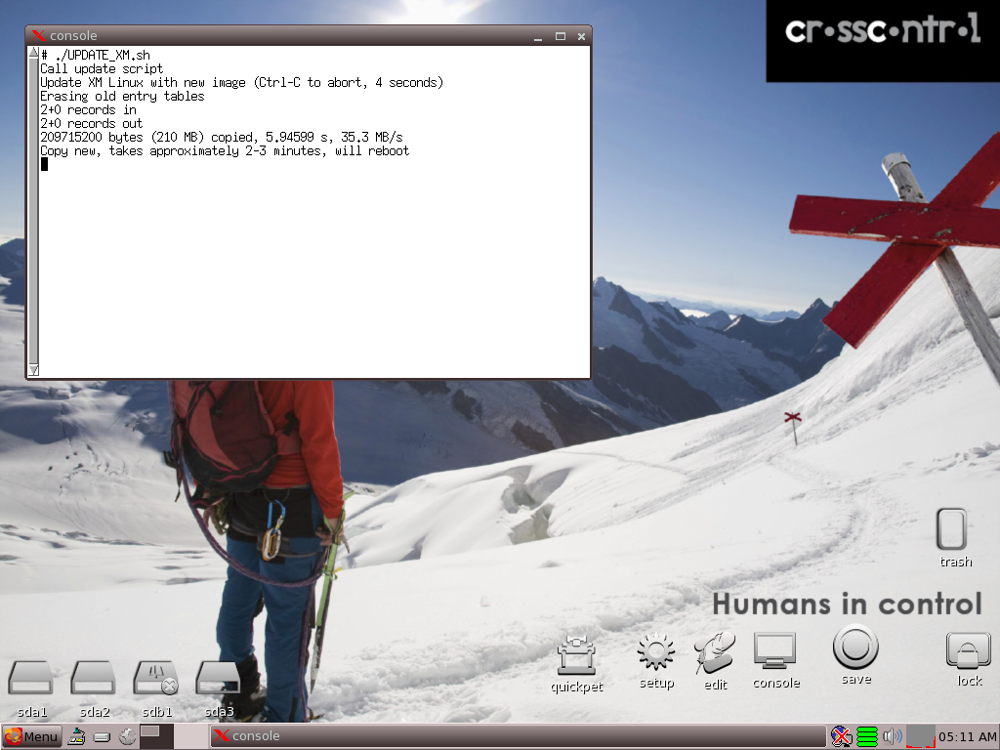 console
# ./UPDATE_XM.sh
Call update script
Update XM Linux with new image (Ctrl-C to abort, 4 seconds)
Erasing old entry tables
2+0 records in
2+0 records out
209715200 bytes (210 MB) copied, 5.94599 s, 35.3 MB/s
Copy new, takes approximately 2-3 minutes, will reboot
cr•ssc•ntr•l
trash
Humans in control
quickpet
setup
edit
console
save
lock
sda1
sda2
sdb1
sda3
Menu
console
05:11 AM